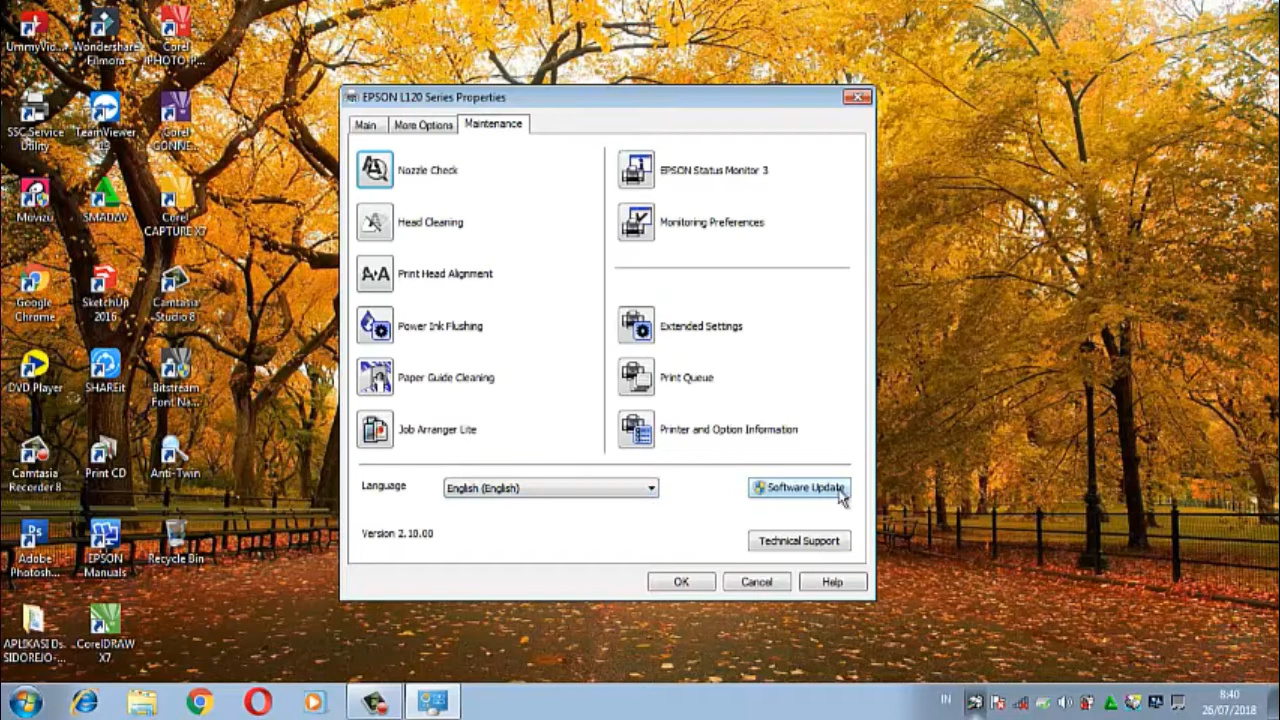 UmmyVid...
Wondershare
Filmora
Corel
PHOTO-P...
SSC Service
Utility
TeamViewer
13
Corel
CONNE...
Movizu
SMADAV
Corel
CAPTURE X7
Google
Chrome
SketchUp
2016
Camtasia
Studio 8
DVD Player
SHAREit
Bitstream
Font Na...
Camtasia
Recorder 8
Print CD
Anti-Twin
Adobe
Photosh...
EPSON
Manuals
Recycle Bin
APLIKASI Ds.
SIDOREJO-...
CorelDRAW
X7
EPSON L120 Series Properties
Main
More Options
Maintenance
Nozzle Check
EPSON Status Monitor 3
Head Cleaning
Monitoring Preferences
Print Head Alignment
Power Ink Flushing
Extended Settings
Paper Guide Cleaning
Print Queue
Job Arranger Lite
Printer and Option Information
Language
English (English)
Software Update
Version 2.10.00
Technical Support
OK
Cancel
Help
IN
8:40
26/07/2018